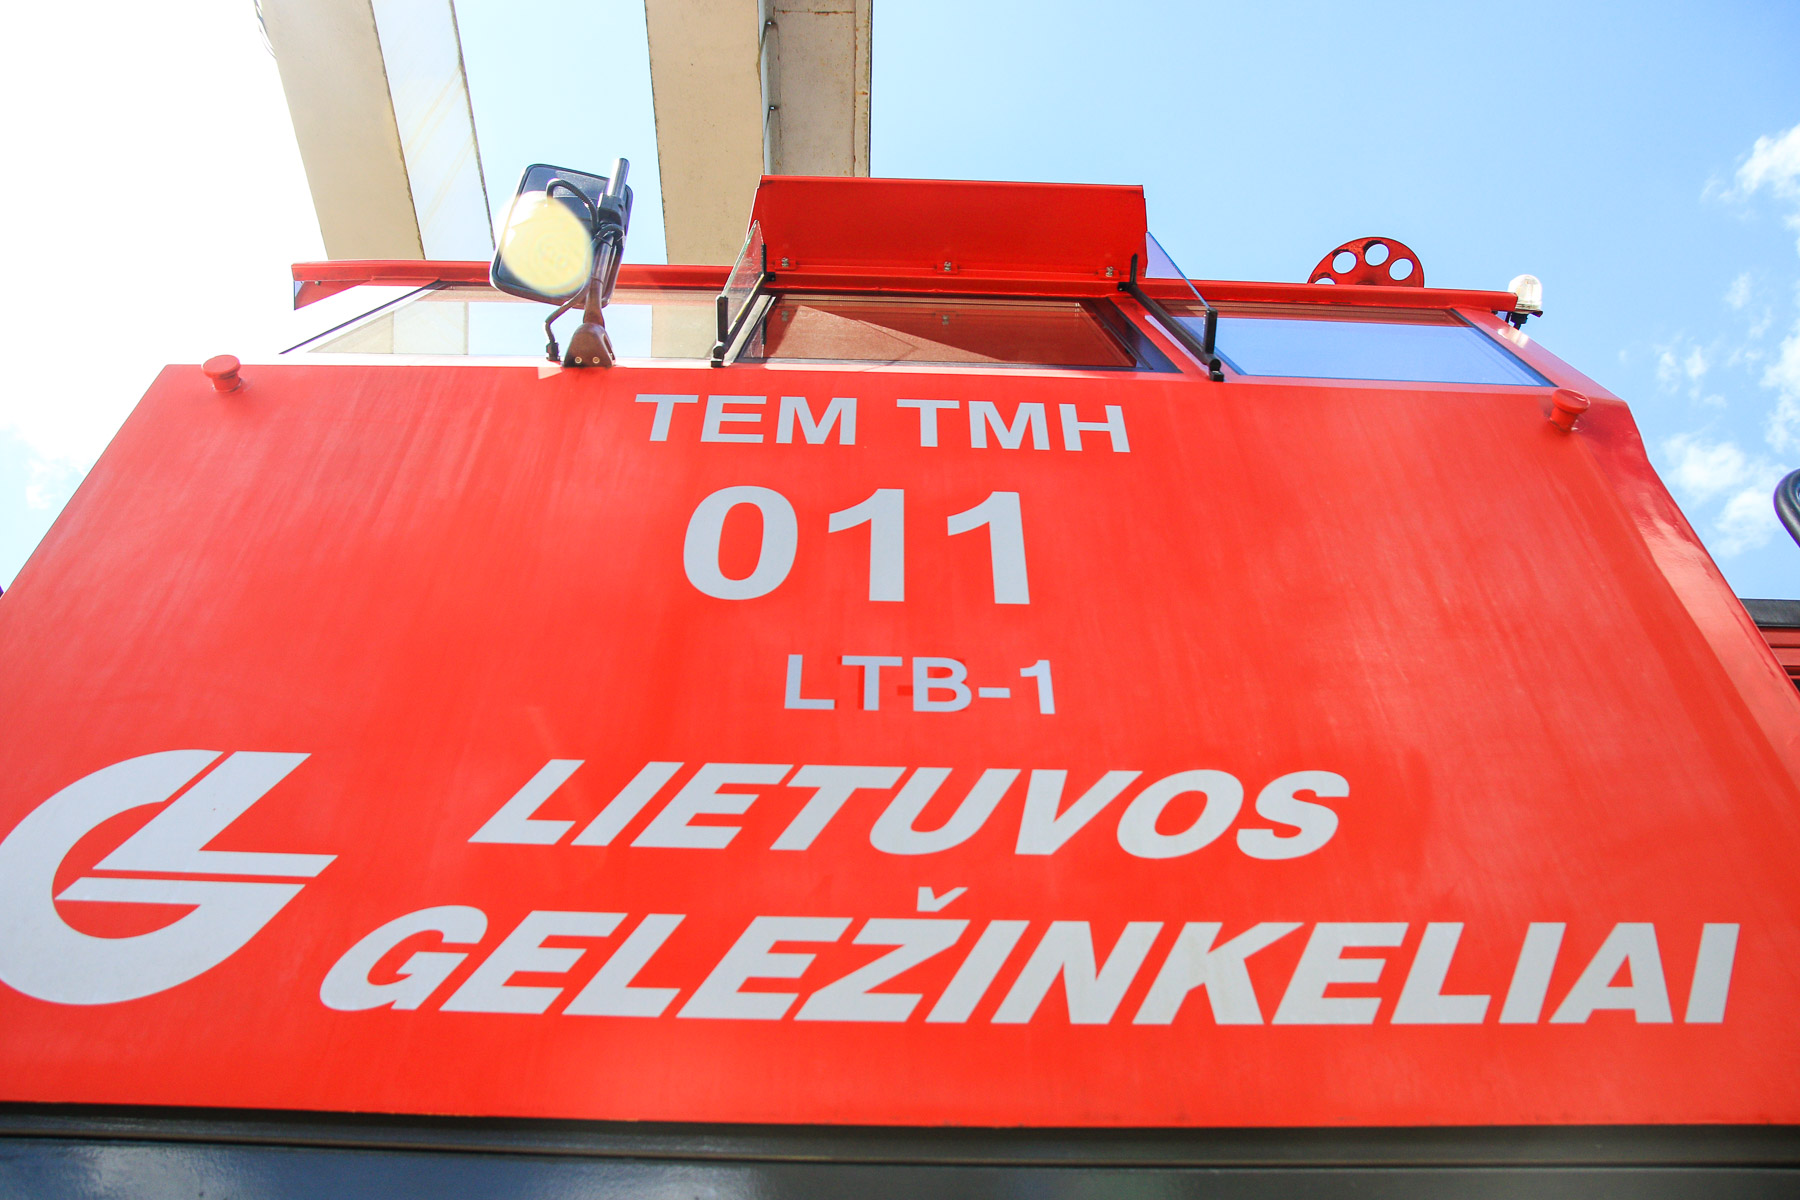 TEM TMH
011
LTB-1
LIETUVOS
GELEŽINKELIAI